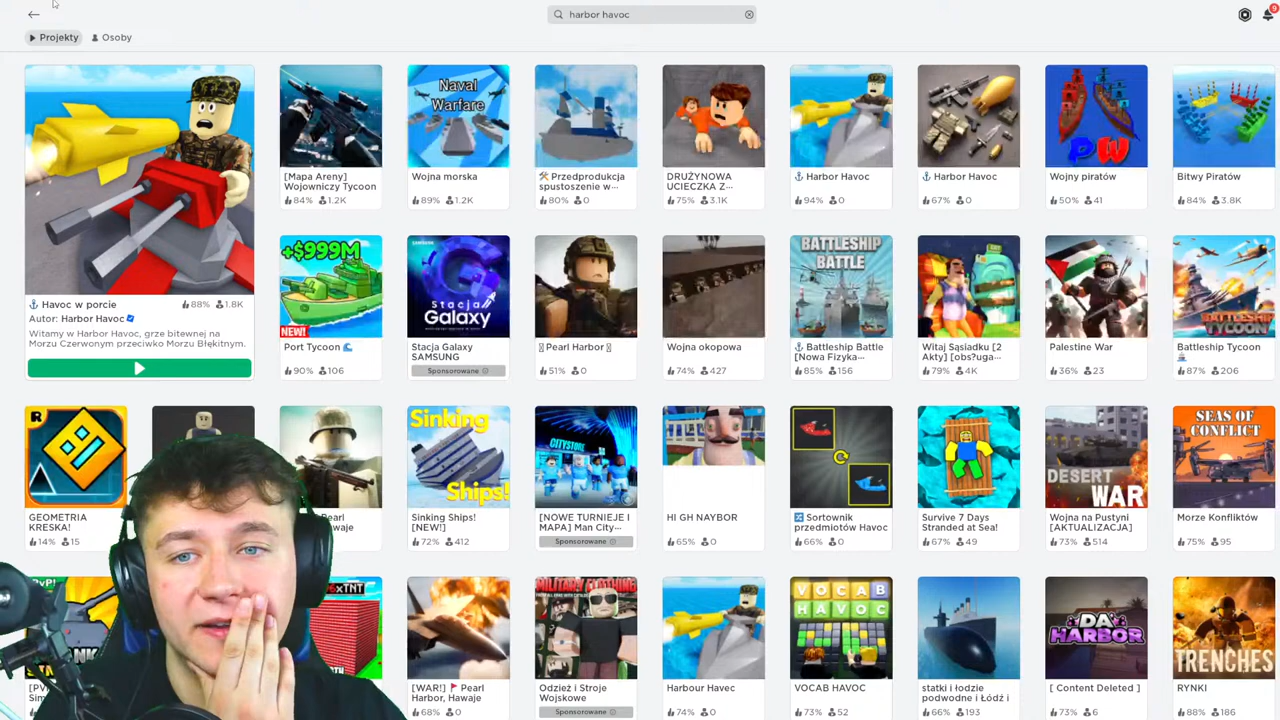 harbor havoc
9
Projekty
Osoby
Havoc w porcie
88% 1.8K
Autor: Harbor Havoc
Witamy w Harbor Havoc, grze bitewnej na
Morzu Czerwonym przeciwko Morzu Błękitnym.
[Mapa Areny]
Wojowniczy Tycoon
84% 1.2K
Naval
Warfare
Wojna morska
89% 1.2K
Przedprodukcja
spustoszenie w...
80% 0
DRUŻYNOWA
UCIECZKA Z...
75% 3.1K
Harbor Havoc
94% 0
Harbor Havoc
67% 0
PW
Wojny piratów
50% 41
Bitwy Piratów
84% 3.8K
+$999M
NEW!
Port Tycoon
90% 106
SAMSUNG
Stacja
Galaxy
Stacja Galaxy
SAMSUNG
Sponsorowane
Pearl Harbor
51% 0
Wojna okopowa
74% 427
BATTLESHIP
BATTLE
Battleship Battle
[Nowa Fizyka...
85% 156
Witaj Sąsiadku [2
Akty] [obs?uga...
79% 4K
Palestine War
36% 23
BATTLESHIP
TYCOON
Battleship Tycoon
87% 206
R
GEOMETRIA
KRESKA!
14% 15
Pearl
Hawaje
Sinking
Ships!
Sinking Ships!
[NEW!]
72% 412
CITYSTORE
[NOWE TURNIEJE I
MAPA] Man City...
Sponsorowane
HI GH NAYBOR
65% 0
Sortownik
przedmiotów Havoc
66% 0
Survive 7 Days
Stranded at Sea!
67% 49
DESERT
WAR
Wojna na Pustyni
[AKTUALIZACJA]
73% 514
SEAS OF
CONFLICT
Morze Konfliktów
75% 95
PvP!
[PV
Sin
xTNT
[WAR!] Pearl
Harbor, Hawaje
68% 0
MILITARY CLOTHING
Odzież i Stroje
Wojskowe
Sponsorowane
Harbour Havec
74% 0
VOCAB
HAVOC
VOCAB HAVOC
73% 52
statki i łodzie
podwodne i Łódź i
66% 193
DA
HARBOR
[ Content Deleted ]
73% 6
TRENCHES
RYNKI
88% 186